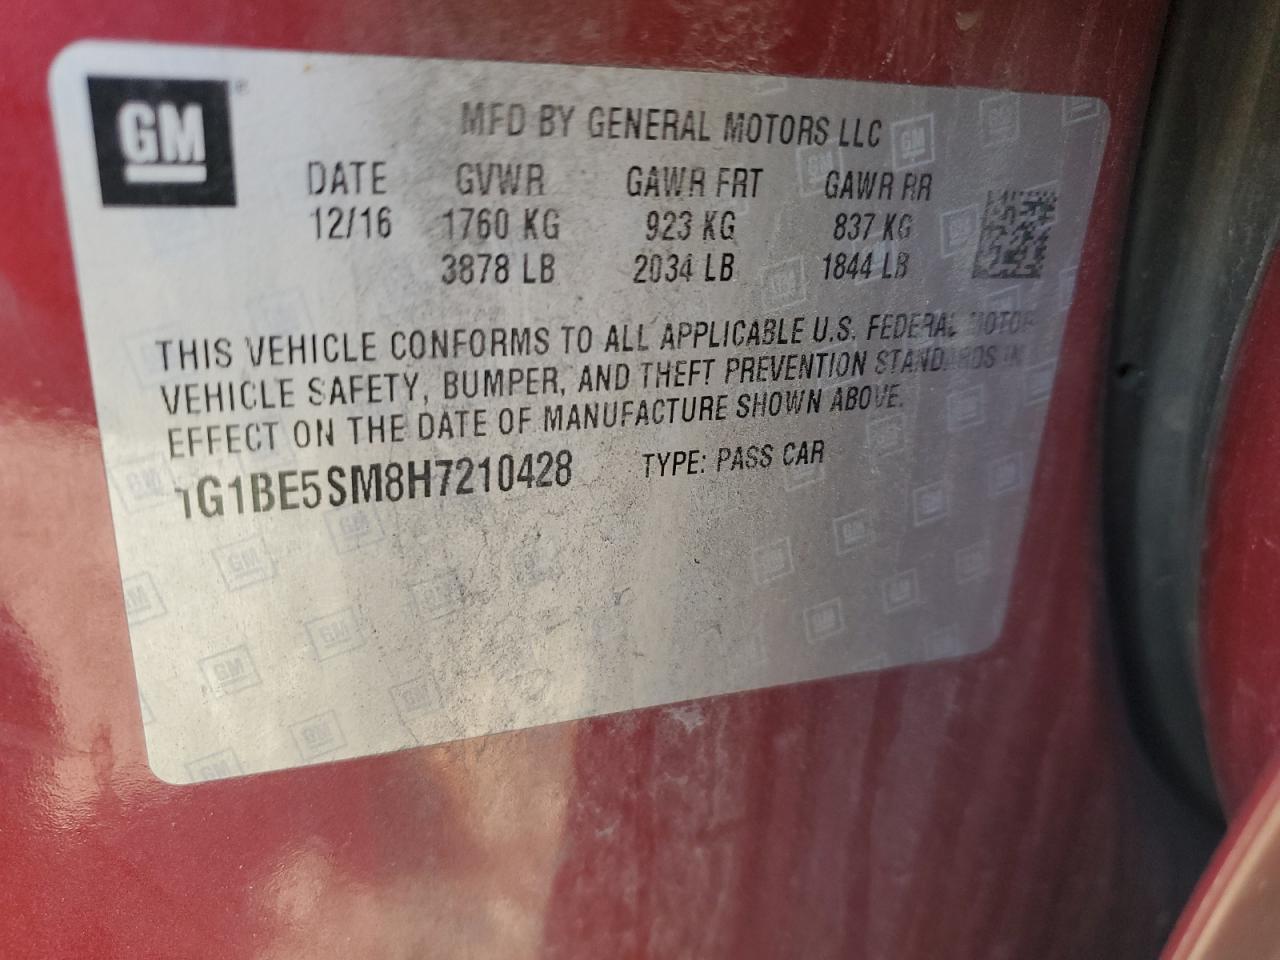 GM
MFD BY GENERAL MOTORS LLC
DATE GVWR GAWR FRT GAWR RR
12/16 1760 KG 923 KG 837 KG
3878 LB 2034 LB 1844 LB
THIS VEHICLE CONFORMS TO ALL APPLICABLE U.S. FEDERAL MOTOR
VEHICLE SAFETY, BUMPER, AND THEFT PREVENTION STANDARDS IN
EFFECT ON THE DATE OF MANUFACTURE SHOWN ABOVE.
1G1BE5SM8H7210428 TYPE: PASS CAR